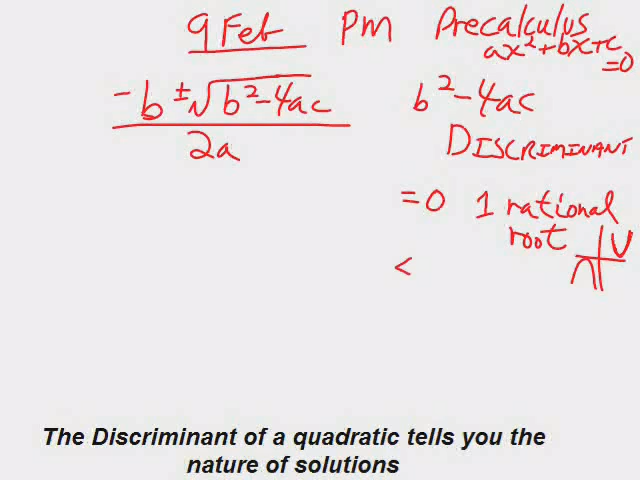 9 Feb PM Precalculus
ax²+bx+c
=0
-b ± √b²-4ac
2a
b²-4ac
DISCRIMINANT
=0 1 rational
root
<
The Discriminant of a quadratic tells you the
nature of solutions